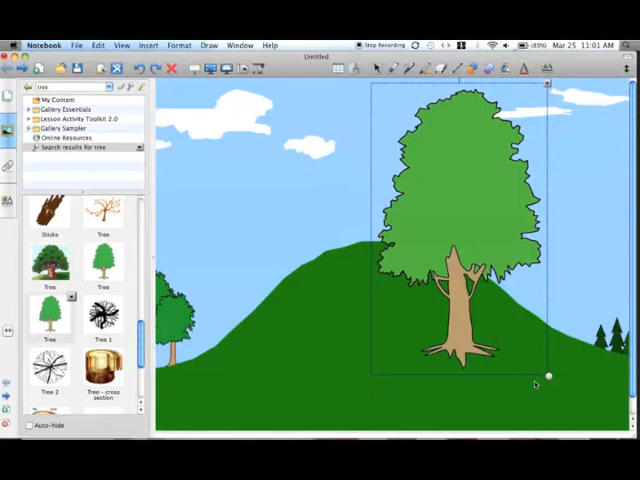 Notebook File Edit View Insert Format Draw Window Help Stop Recording (89%) Mar 25 11:01 AM
Untitled
tree
My Content
Gallery Essentials
Lesson Activity Toolkit 2.0
Gallery Sampler
Online Resources
Search results for tree
Sticks Tree
Tree Tree
Tree Tree 1
Tree 2 Tree - cross section
Auto-hide